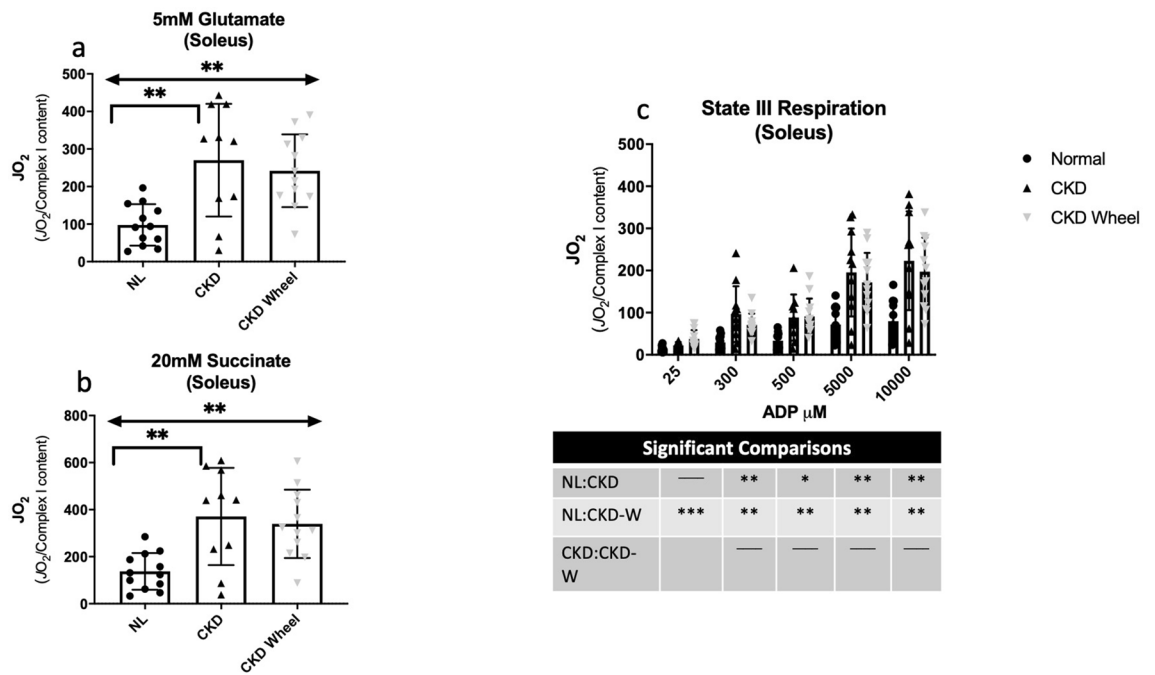 5mM Glutamate
(Soleus)
a
**
**
JO2
(JO2/Complex I content)
500
400
300
200
100
0
NL
CKD
CKD Wheel
20mM Succinate
(Soleus)
b
**
**
JO2
(JO2/Complex I content)
800
600
400
200
0
NL
CKD
CKD Wheel
c
State III Respiration
(Soleus)
JO2
(JO2/Complex I content)
500
400
300
200
100
0
25
300
500
5000
10000
ADP μM
Normal
CKD
CKD Wheel
Significant Comparisons
NL:CKD — ** * ** **
NL:CKD-W *** ** ** ** **
CKD:CKD- — — — —
W